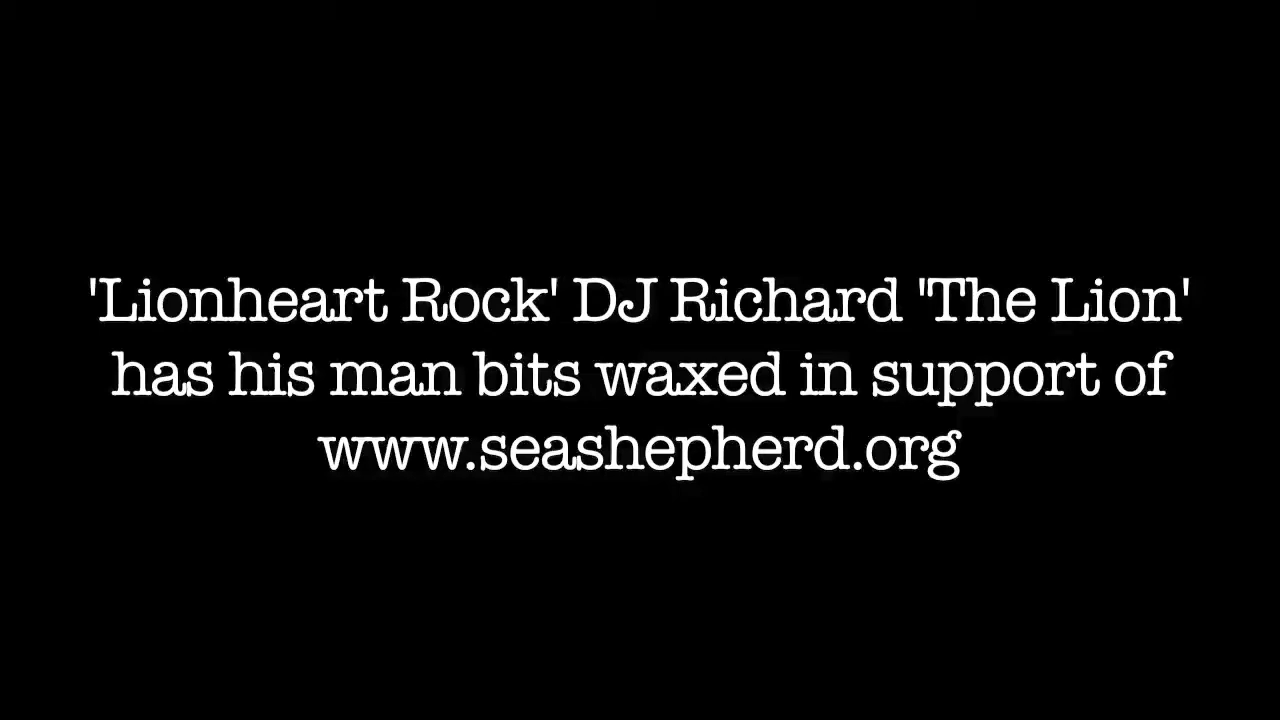 'Lionheart Rock' DJ Richard 'The Lion'
has his man bits waxed in support of
www.seashepherd.org